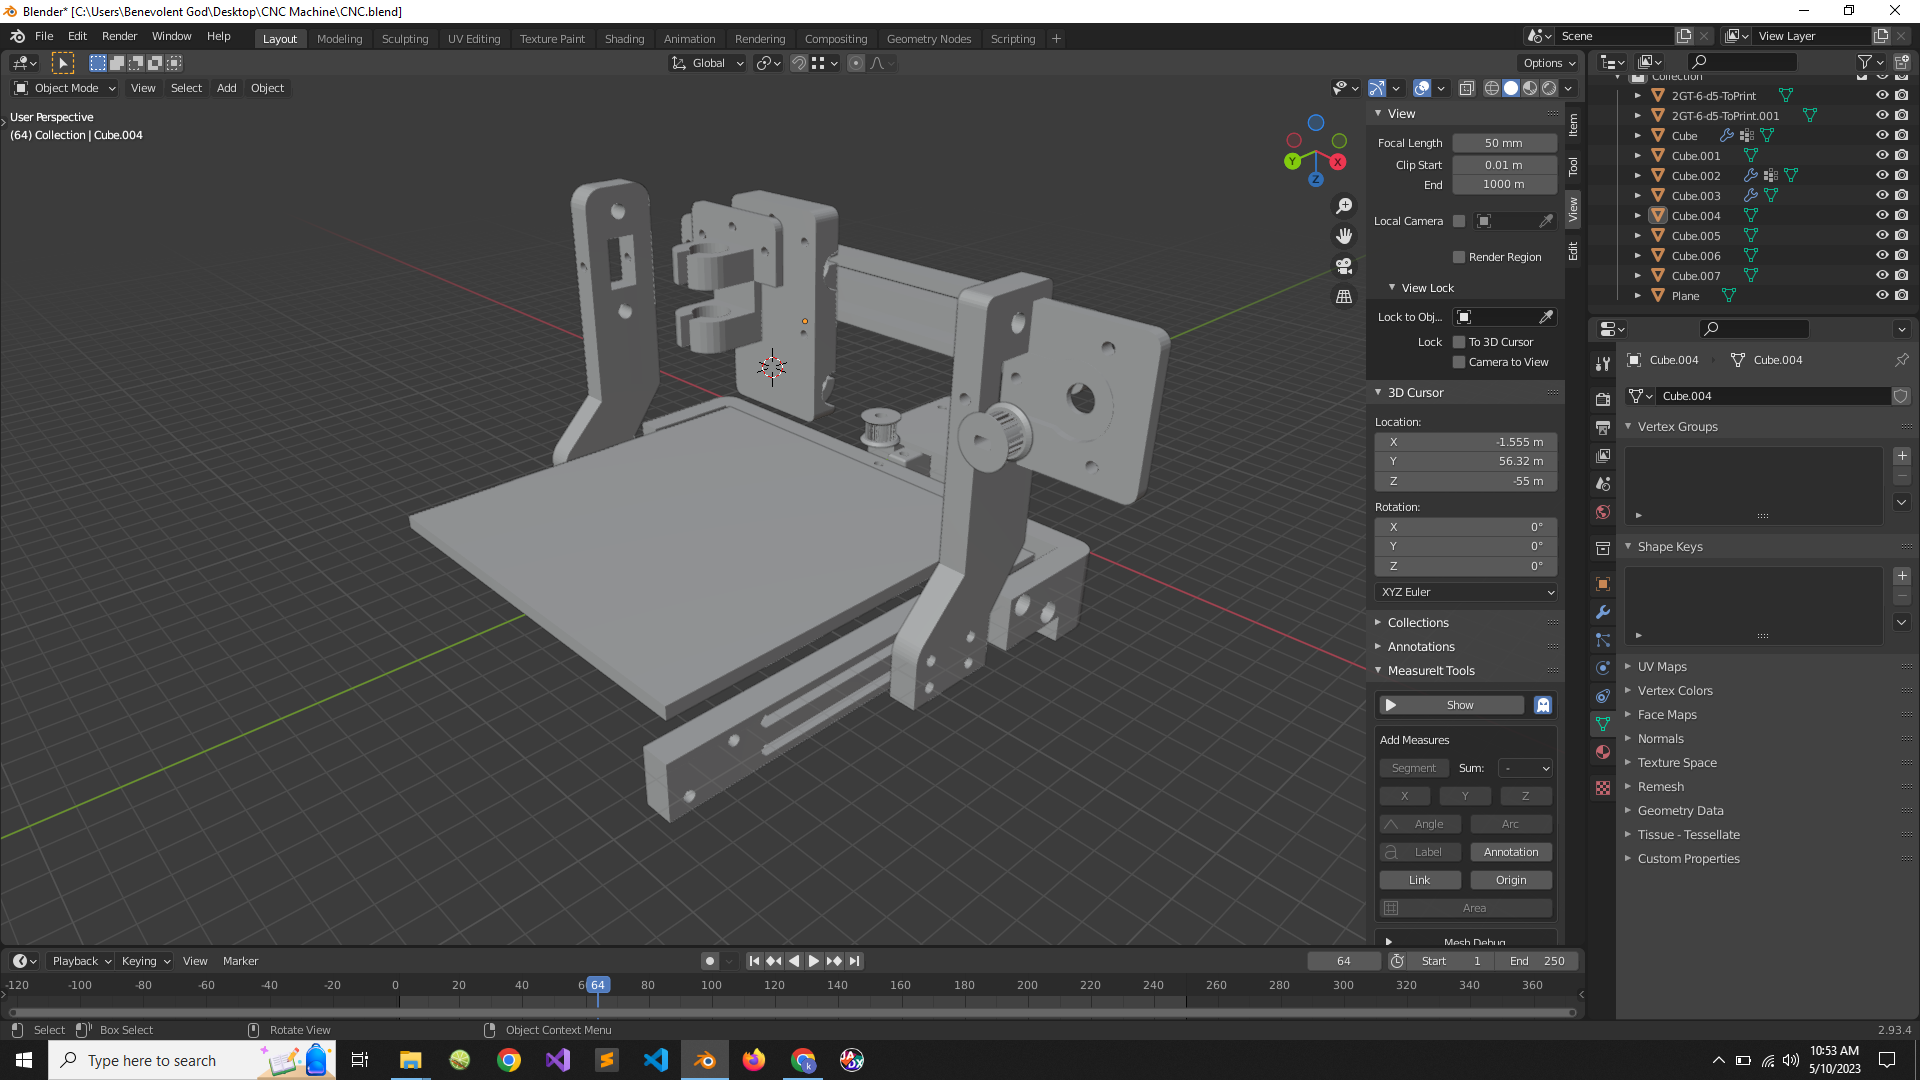 Blender* [C:\Users\Benevolent God\Desktop\CNC Machine\CNC.blend]
File Edit Render Window Help Layout Modeling Sculpting UV Editing Texture Paint Shading Animation Rendering Compositing Geometry Nodes Scripting + Scene View Layer
Global Options
Object Mode View Select Add Object
User Perspective
(64) Collection | Cube.004
Y X Z
View
Focal Length 50 mm
Clip Start 0.01 m
End 1000 m
Local Camera
Render Region
View Lock
Lock to Obj...
Lock To 3D Cursor
Camera to View
3D Cursor
Location:
X -1.555 m
Y 56.32 m
Z -55 m
Rotation:
X 0°
Y 0°
Z 0°
XYZ Euler
Collections
Annotations
MeasureIt Tools
Show
Add Measures
Segment Sum: -
X Y Z
Angle Arc
Label Annotation
Link Origin
Area
Mesh Debug
Item
Tool
View
Edit
Collection
2GT-6-d5-ToPrint
2GT-6-d5-ToPrint.001
Cube
Cube.001
Cube.002
Cube.003
Cube.004
Cube.005
Cube.006
Cube.007
Plane
Cube.004 Cube.004
Cube.004
Vertex Groups
Shape Keys
UV Maps
Vertex Colors
Face Maps
Normals
Texture Space
Remesh
Geometry Data
Tissue - Tessellate
Custom Properties
Playback Keying View Marker 64 Start 1 End 250
-120 -100 -80 -60 -40 -20 0 20 40 6 64 80 100 120 140 160 180 200 220 240 260 280 300 320 340 360
Select Box Select Rotate View Object Context Menu 2.93.4
Type here to search
10:53 AM
5/10/2023